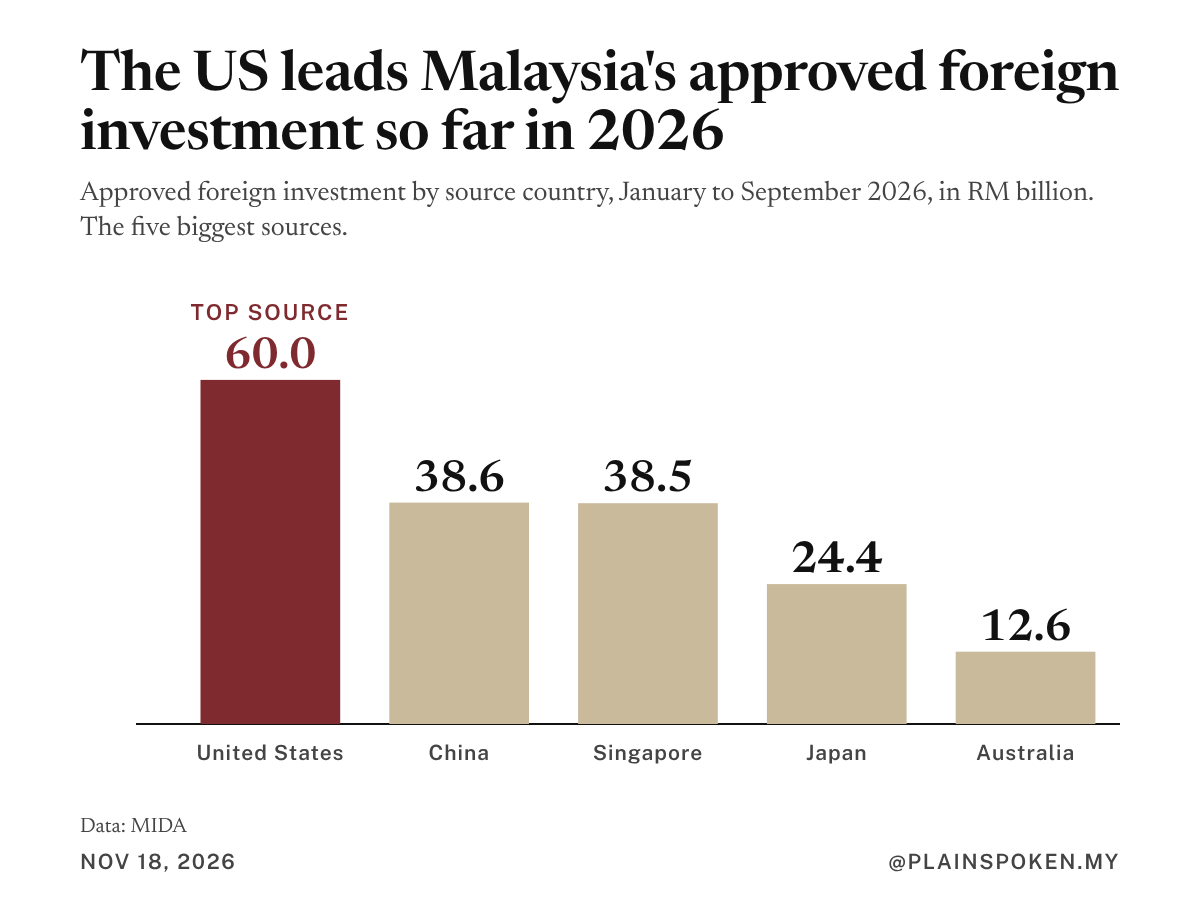 The US leads Malaysia's approved foreign
investment so far in 2026
Approved foreign investment by source country, January to September 2026, in RM billion.
The five biggest sources.
TOP SOURCE
60.0
38.6
38.5
24.4
12.6
United States
China
Singapore
Japan
Australia
Data: MIDA
NOV 18, 2026
@PLAINSPOKEN.MY